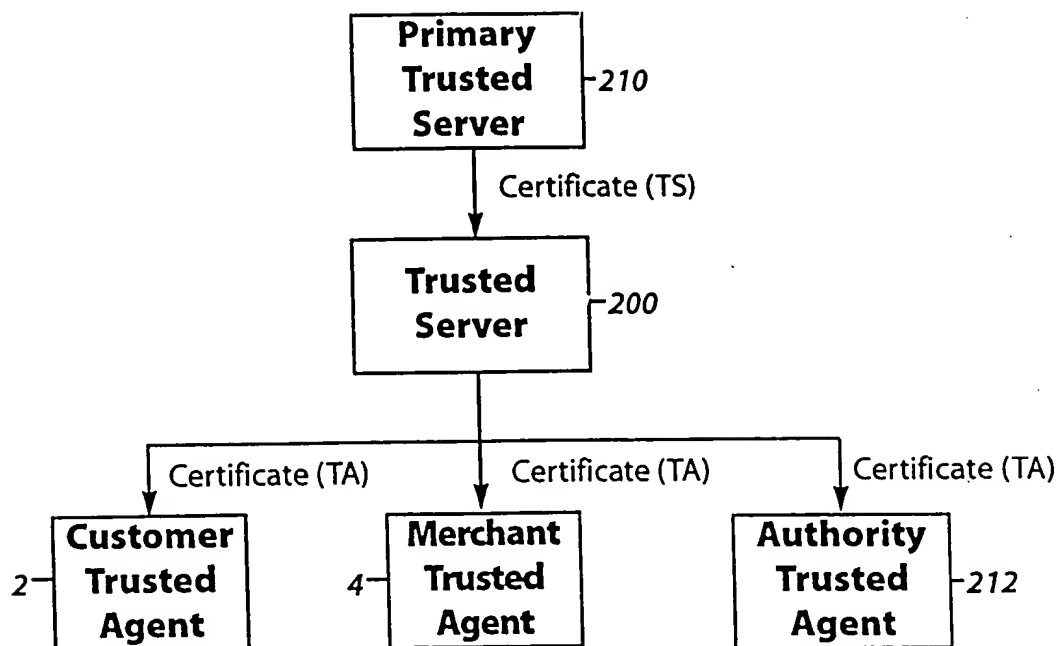 Primary
Trusted
Server
210
Certificate (TS)
Trusted
Server
200
Certificate (TA)
Certificate (TA)
Certificate (TA)
Customer
Trusted
Agent
2
Merchant
Trusted
Agent
4
Authority
Trusted
Agent
212